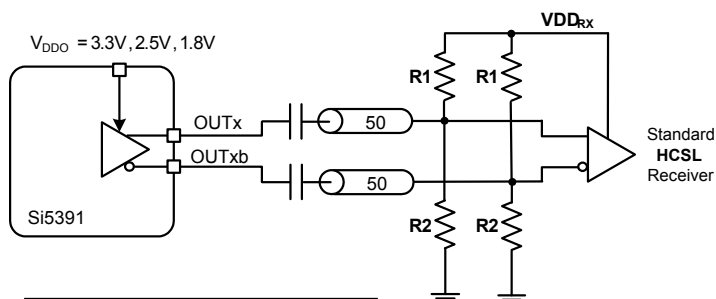 V_DDO = 3.3V, 2.5V, 1.8V
VDD_RX
R1 R1
OUTx
50
Standard
HCSL
Receiver
OUTxb
50
Si5391
R2 R2